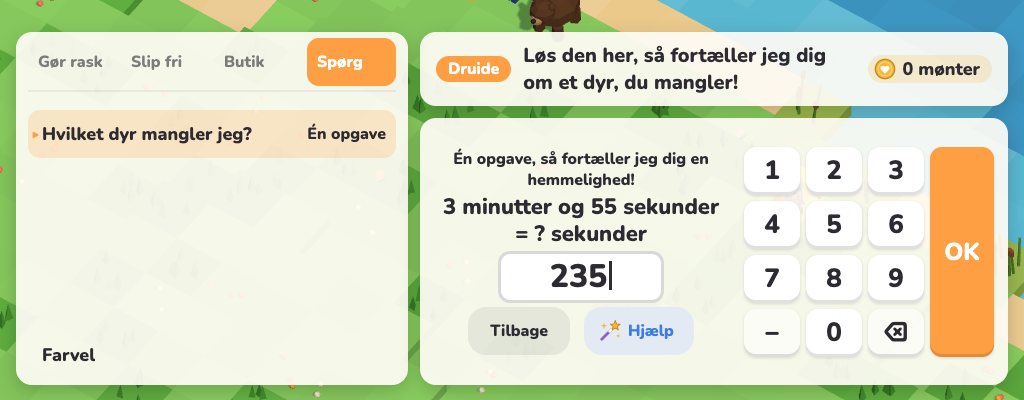 Gør rask
Slip fri
Butik
Spørg
Hvilket dyr mangler jeg?
Én opgave
Farvel
Druide
Løs den her, så fortæller jeg dig
om et dyr, du mangler!
0 mønter
Én opgave, så fortæller jeg dig en
hemmelighed!
3 minutter og 55 sekunder
= ? sekunder
235
Tilbage
Hjælp
1 2 3
4 5 6
7 8 9
– 0
OK